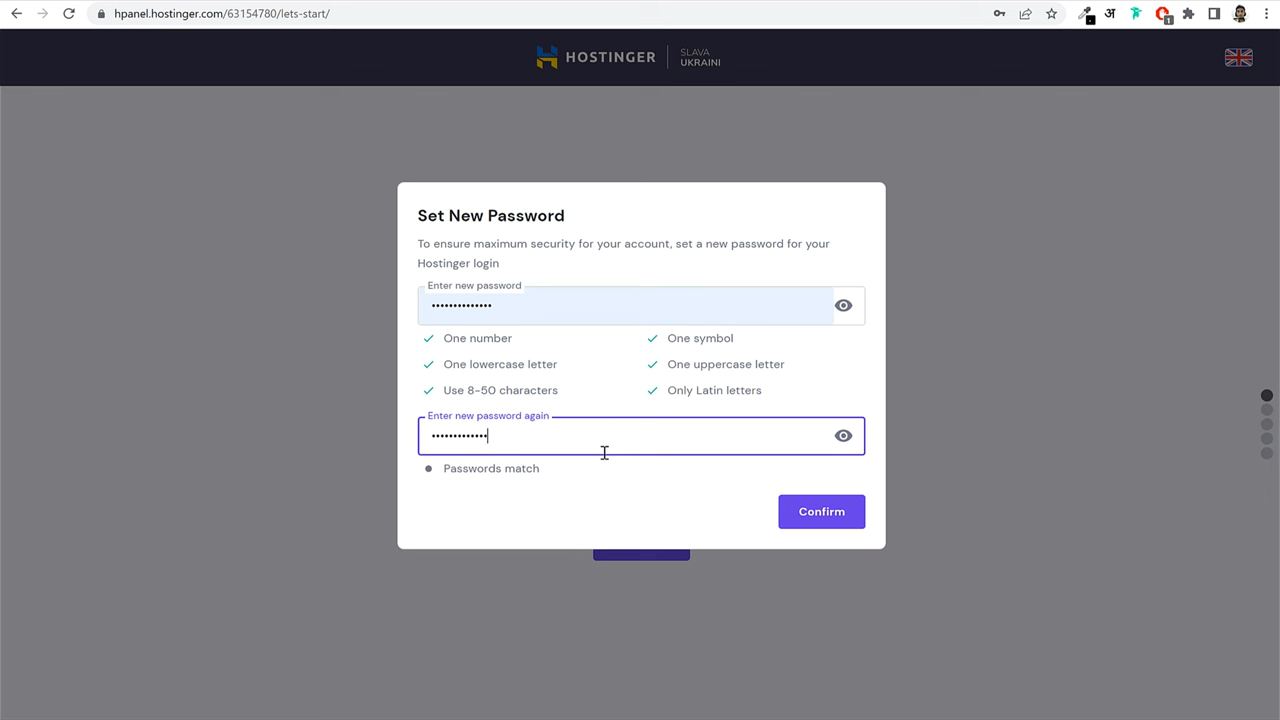 hpanel.hostinger.com/63154780/lets-start/
अ
1
HOSTINGER
SLAVA
UKRAINI
Set New Password
To ensure maximum security for your account, set a new password for your
Hostinger login
Enter new password
••••••••••••••
One number
One symbol
One lowercase letter
One uppercase letter
Use 8-50 characters
Only Latin letters
Enter new password again
•••••••••••••
Passwords match
Confirm